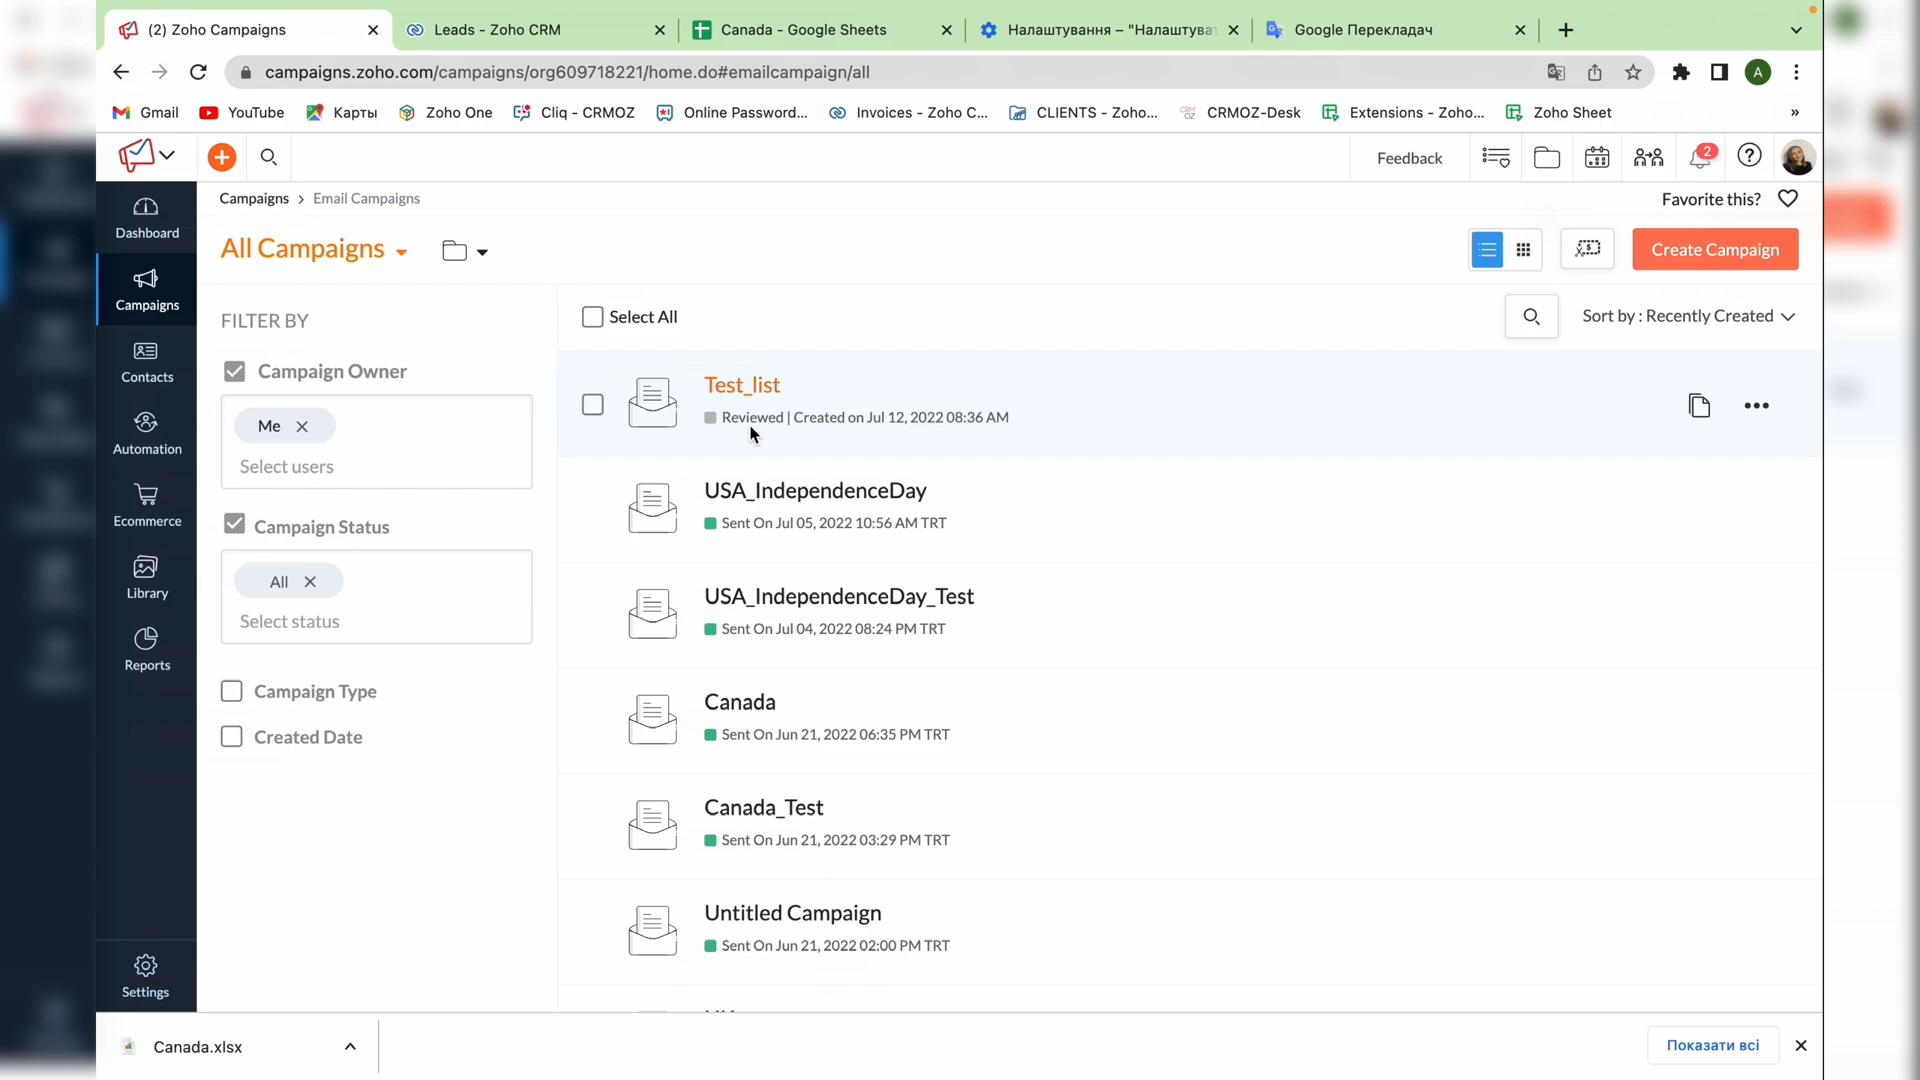 (2) Zoho Campaigns
Leads - Zoho CRM
Canada - Google Sheets
Налаштування – "Налаштува
Google Перекладач
campaigns.zoho.com/campaigns/org609718221/home.do#emailcampaign/all
A
Gmail
YouTube
Карты
Zoho One
Cliq - CRMOZ
Online Password...
Invoices - Zoho C...
CLIENTS - Zoho...
CRMOZ-Desk
Extensions - Zoho...
Zoho Sheet
»
Feedback
2
Campaigns > Email Campaigns
Favorite this?
All Campaigns
Create Campaign
Dashboard
Campaigns
Contacts
Automation
Ecommerce
Library
Reports
Settings
FILTER BY
Campaign Owner
Me
Select users
Campaign Status
All
Select status
Campaign Type
Created Date
Select All
Sort by : Recently Created
Test_list
Reviewed | Created on Jul 12, 2022 08:36 AM
USA_IndependenceDay
Sent On Jul 05, 2022 10:56 AM TRT
USA_IndependenceDay_Test
Sent On Jul 04, 2022 08:24 PM TRT
Canada
Sent On Jun 21, 2022 06:35 PM TRT
Canada_Test
Sent On Jun 21, 2022 03:29 PM TRT
Untitled Campaign
Sent On Jun 21, 2022 02:00 PM TRT
Canada.xlsx
Показати всі